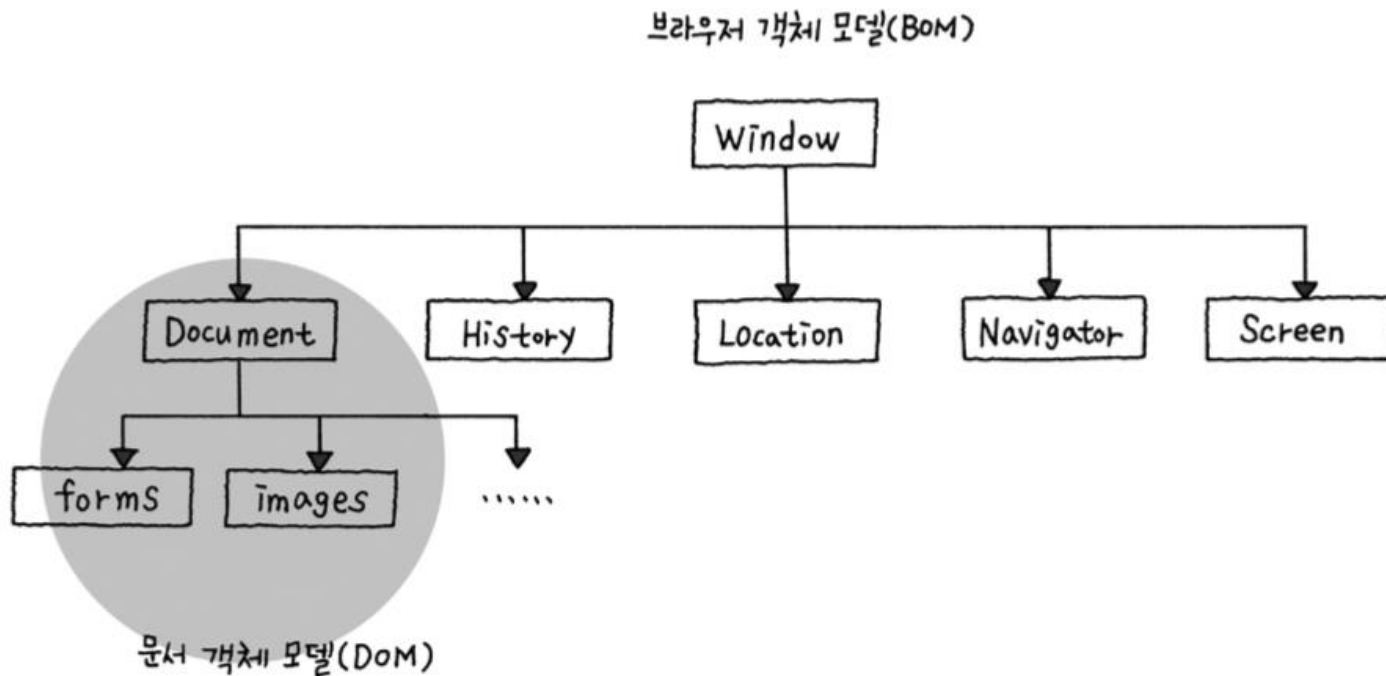 브라우저 객체 모델(BOM)
Window
Document
History
Location
Navigator
Screen
forms
images
......
문서 객체 모델(DOM)